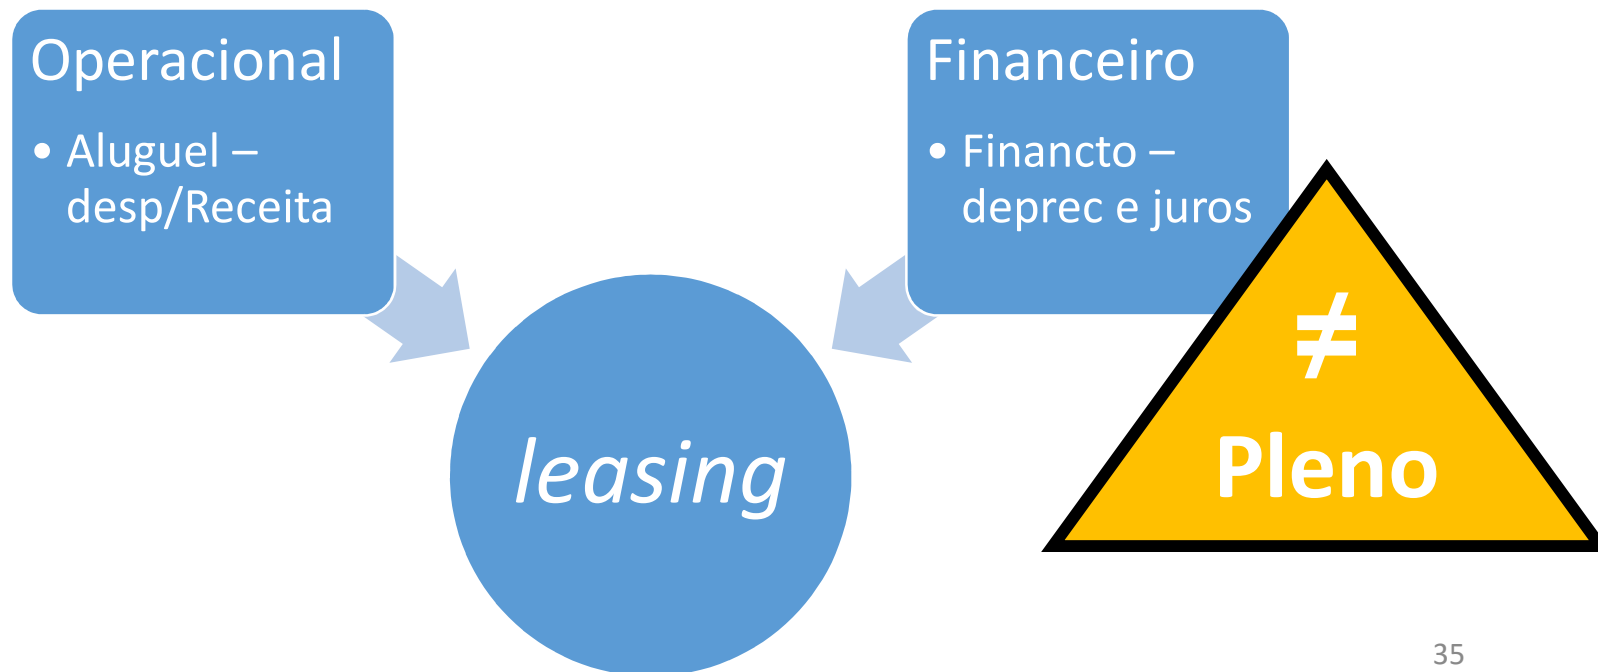 Operacional
• Aluguel –
desp/Receita
Financeiro
• Financto –
deprec e juros
≠
Pleno
leasing
35